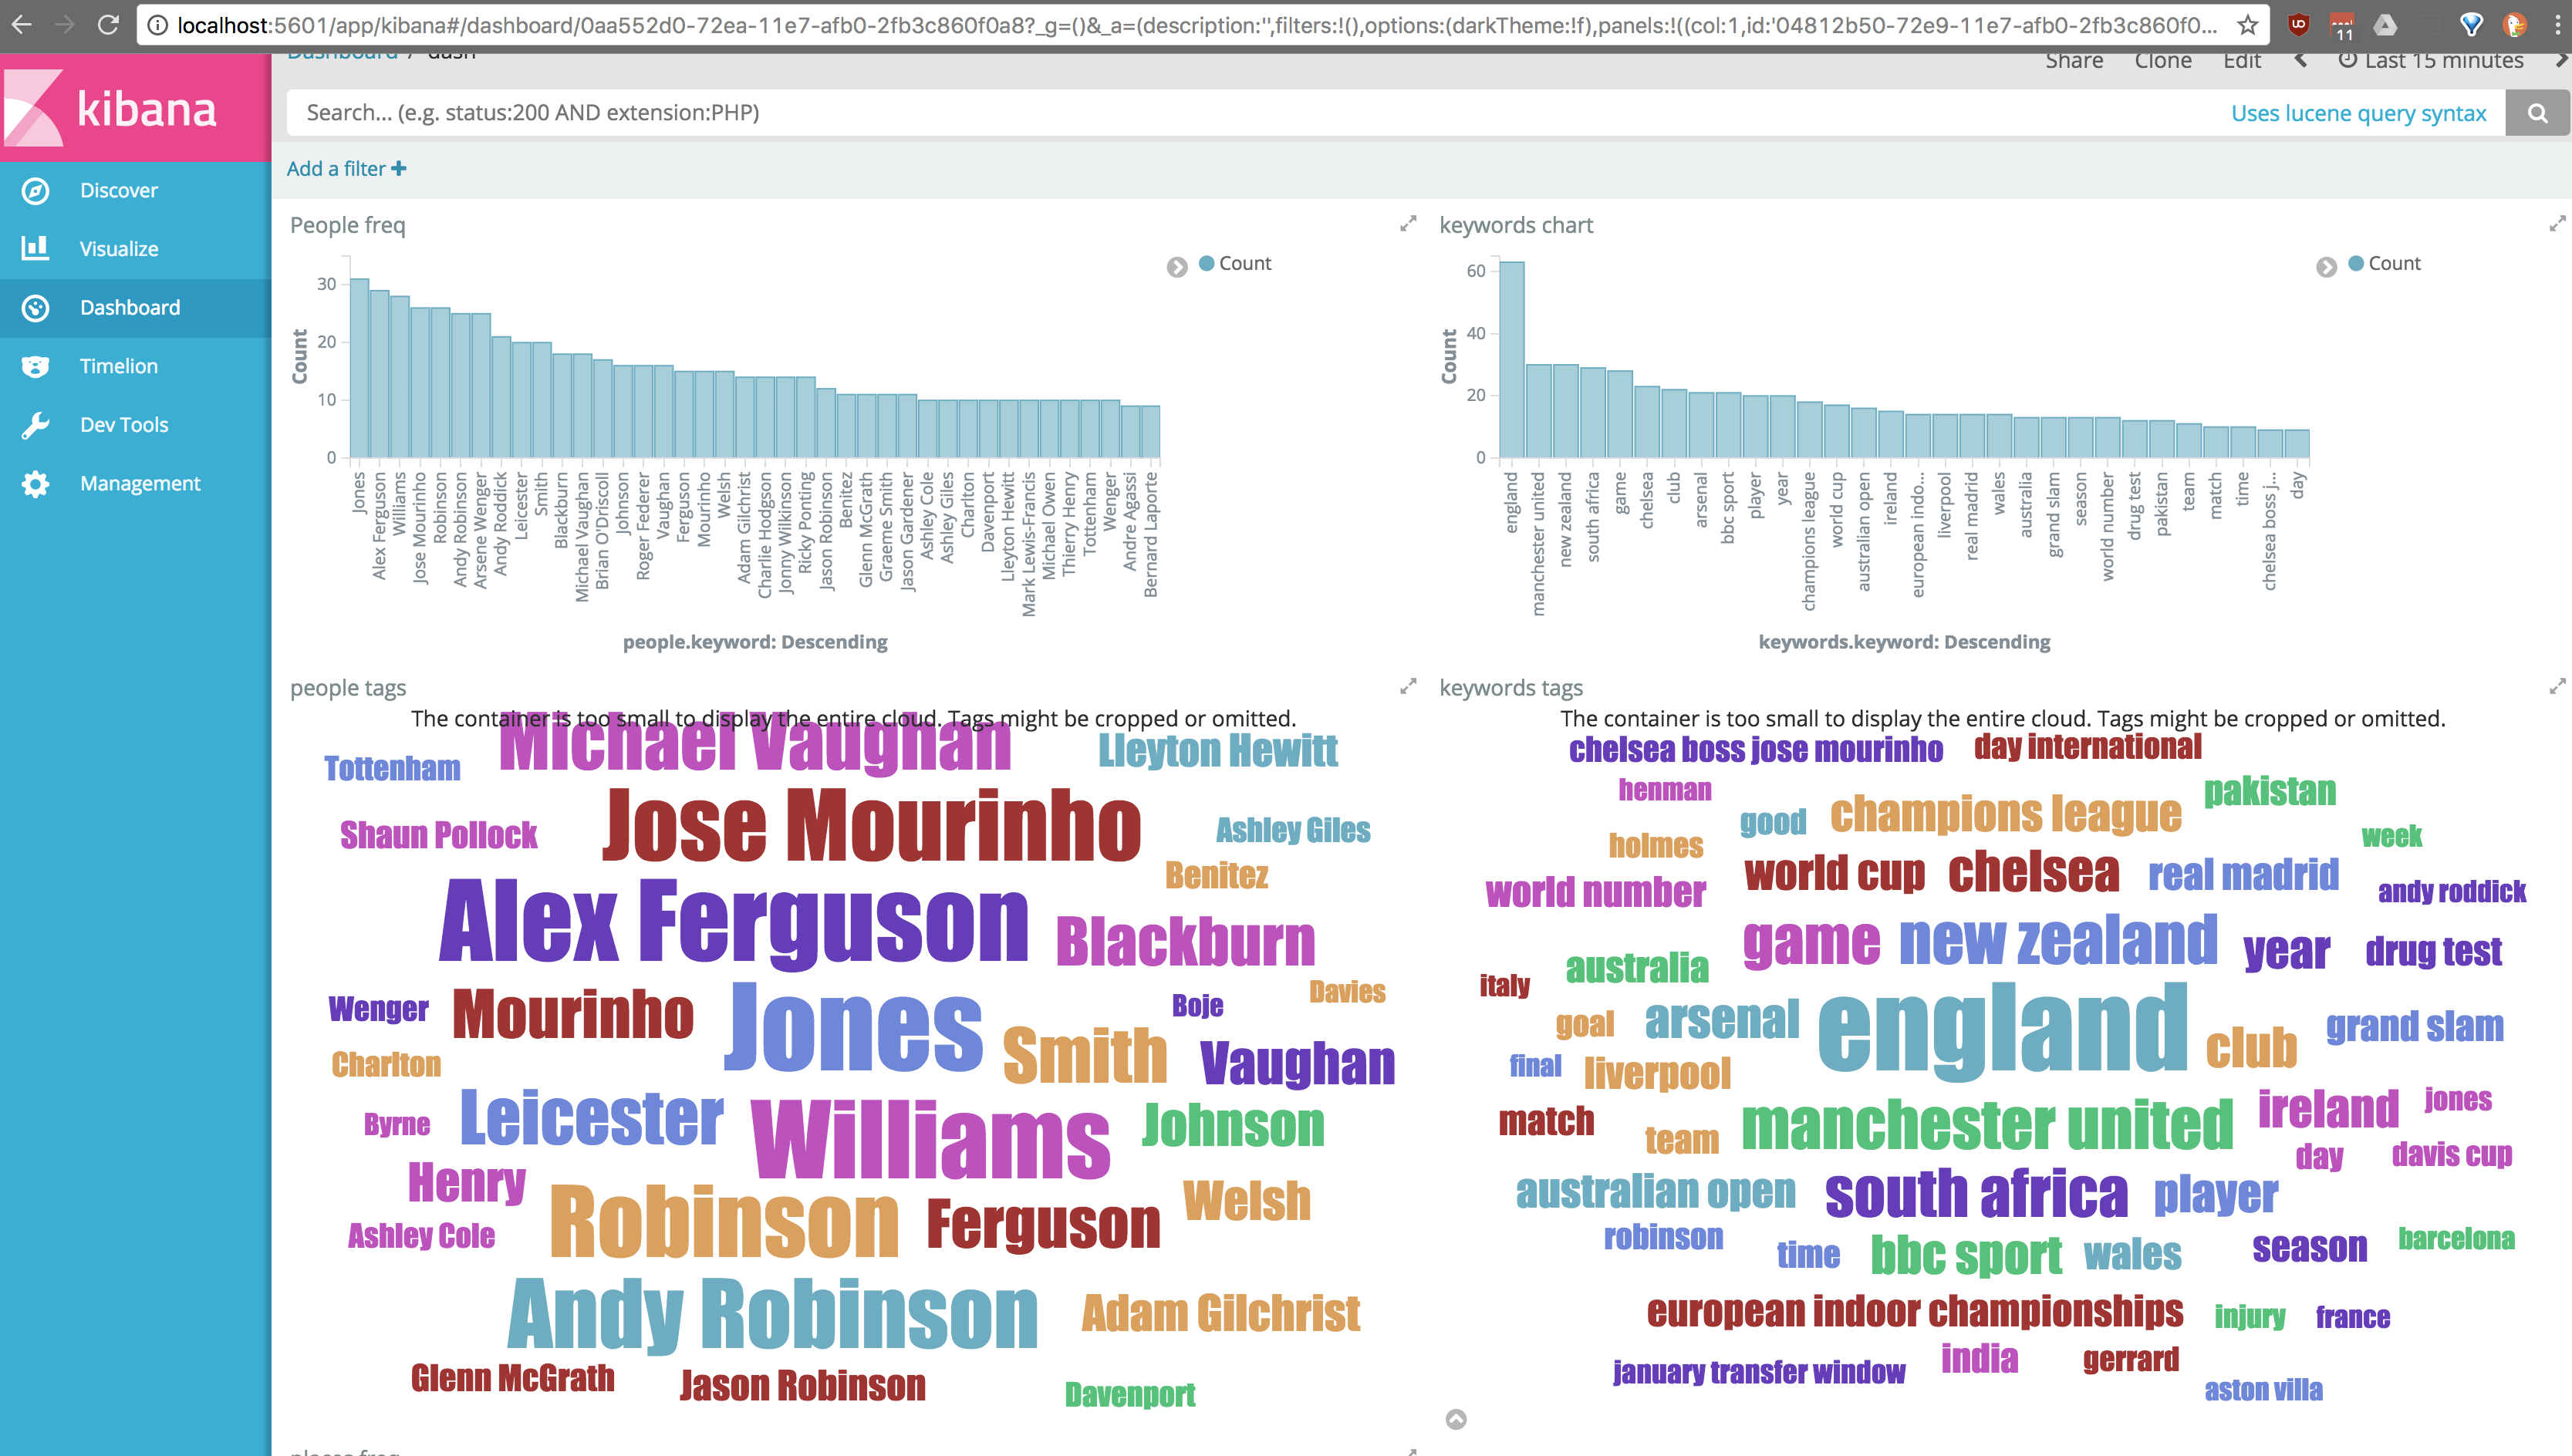 localhost:5601/app/kibana#/dashboard/0aa552d0-72ea-11e7-afb0-2fb3c860f0a8?_g=()&_a=(description:'',filters:!(),options:(darkTheme:!f),panels:!((col:1,id:'04812b50-72e9-11e7-afb0-2fb3c860f0...
11
kibana
Discover
Visualize
Dashboard
Timelion
Dev Tools
Management
Dashboard / dash
Share Clone Edit Last 15 minutes
Search... (e.g. status:200 AND extension:PHP)
Uses lucene query syntax
Add a filter +
People freq
Count
30
20
10
0
Count
Jones
Alex Ferguson
Williams
Jose Mourinho
Robinson
Andy Robinson
Arsene Wenger
Andy Roddick
Leicester
Smith
Blackburn
Michael Vaughan
Brian O'Driscoll
Johnson
Roger Federer
Vaughan
Ferguson
Mourinho
Welsh
Adam Gilchrist
Charlie Hodgson
Jonny Wilkinson
Ricky Ponting
Jason Robinson
Benitez
Glenn McGrath
Graeme Smith
Jason Gardener
Ashley Cole
Ashley Giles
Charlton
Davenport
Lleyton Hewitt
Mark Lewis-Francis
Michael Owen
Thierry Henry
Tottenham
Wenger
Andre Agassi
Bernard Laporte
people.keyword: Descending
keywords chart
Count
60
40
20
0
Count
england
manchester united
new zealand
south africa
game
chelsea
club
arsenal
bbc sport
player
year
champions league
world cup
australian open
ireland
european indo...
liverpool
real madrid
wales
australia
grand slam
season
world number
drug test
pakistan
team
match
time
chelsea boss j...
day
keywords.keyword: Descending
people tags
The container is too small to display the entire cloud. Tags might be cropped or omitted.
Michael Vaughan
Lleyton Hewitt
Tottenham
Jose Mourinho
Shaun Pollock
Ashley Giles
Benitez
Alex Ferguson
Blackburn
Wenger
Mourinho
Jones
Boje
Davies
Smith
Vaughan
Charlton
Leicester
Williams
Johnson
Byrne
Henry
Robinson
Ferguson
Welsh
Ashley Cole
Andy Robinson
Adam Gilchrist
Glenn McGrath
Jason Robinson
Davenport
keywords tags
The container is too small to display the entire cloud. Tags might be cropped or omitted.
chelsea boss jose mourinho
day international
henman
pakistan
good
champions league
holmes
week
world cup
chelsea
real madrid
world number
andy roddick
game
new zealand
year
drug test
australia
italy
arsenal
england
goal
club
grand slam
final
liverpool
match
team
manchester united
ireland
jones
day
davis cup
australian open
south africa
player
robinson
time
bbc sport
wales
season
barcelona
european indoor championships
injury
france
january transfer window
india
gerrard
aston villa
places freq